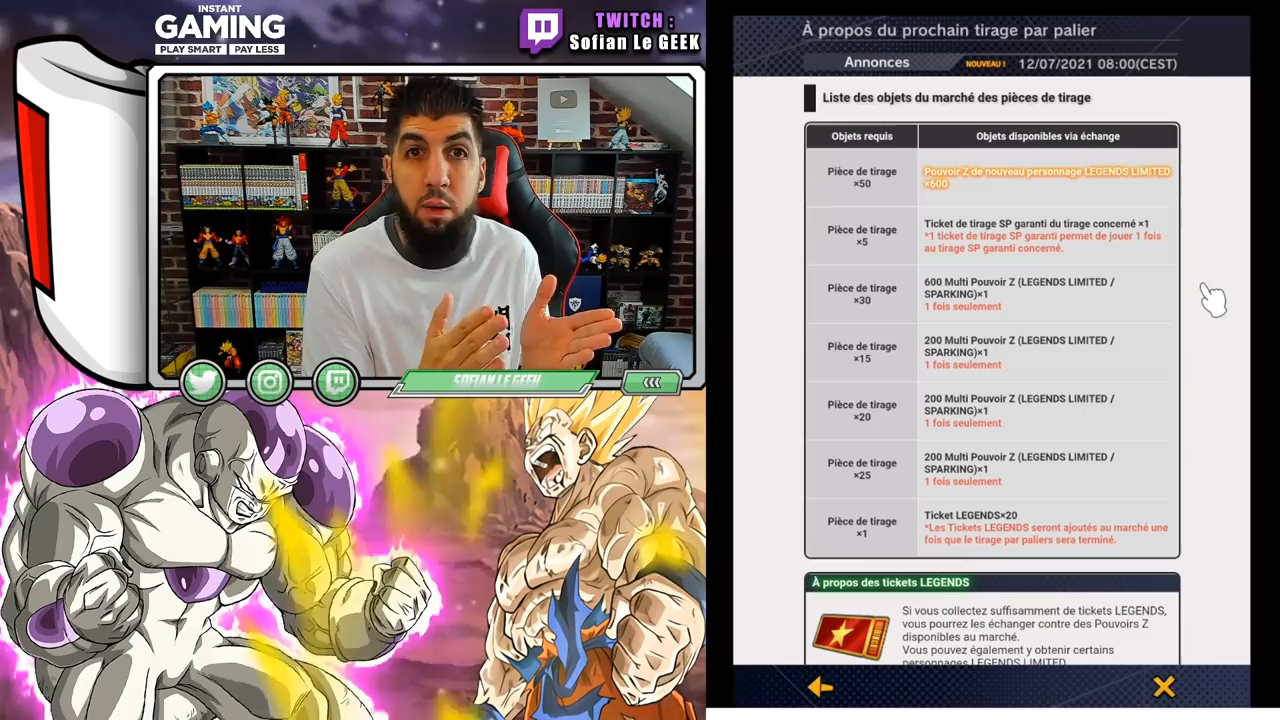 INSTANT
GAMING
PLAY SMART | PAY LESS
TWITCH :
Sofian Le GEEK
SOFIAN LE GEEK
À propos du prochain tirage par palier
Annonces
NOUVEAU ! 12/07/2021 08:00(CEST)
Liste des objets du marché des pièces de tirage
Objets requis
Objets disponibles via échange
Pièce de tirage
×50
Pouvoir Z de nouveau personnage LEGENDS LIMITED
×600
Pièce de tirage
×5
Ticket de tirage SP garanti du tirage concerné ×1
*1 ticket de tirage SP garanti permet de jouer 1 fois
au tirage SP garanti concerné.
Pièce de tirage
×30
600 Multi Pouvoir Z (LEGENDS LIMITED /
SPARKING)×1
1 fois seulement
Pièce de tirage
×15
200 Multi Pouvoir Z (LEGENDS LIMITED /
SPARKING)×1
1 fois seulement
Pièce de tirage
×20
200 Multi Pouvoir Z (LEGENDS LIMITED /
SPARKING)×1
1 fois seulement
Pièce de tirage
×25
200 Multi Pouvoir Z (LEGENDS LIMITED /
SPARKING)×1
1 fois seulement
Pièce de tirage
×1
Ticket LEGENDS×20
*Les Tickets LEGENDS seront ajoutés au marché une
fois que le tirage par paliers sera terminé.
À propos des tickets LEGENDS
Si vous collectez suffisamment de tickets LEGENDS,
vous pourrez les échanger contre des Pouvoirs Z
disponibles au marché.
Vous pouvez également y obtenir certains
personnages LEGENDS LIMITED